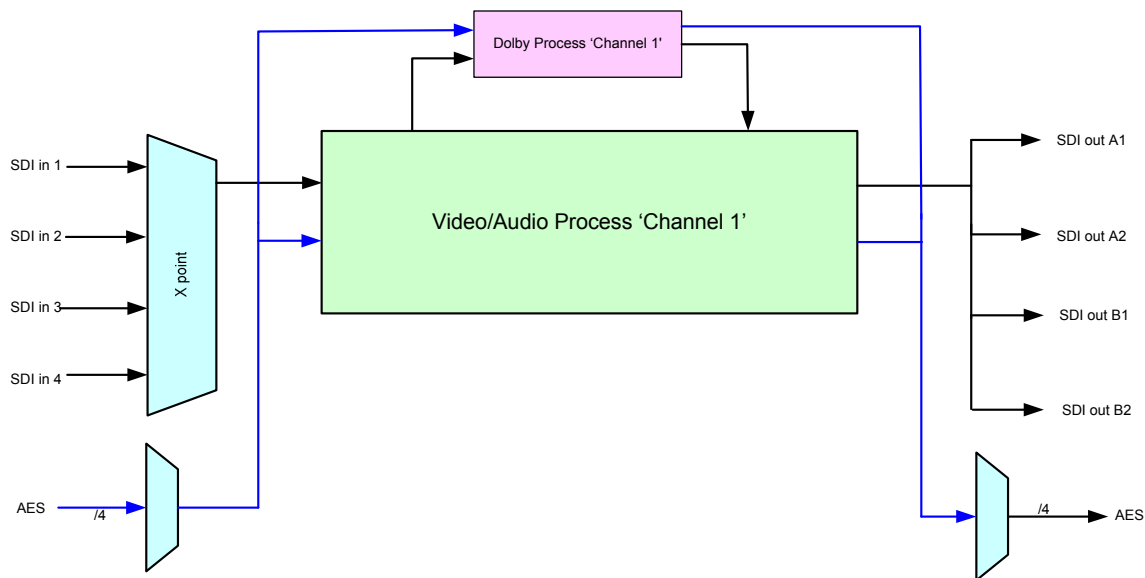 Dolby Process ‘Channel 1’
SDI in 1
SDI in 2
SDI in 3
SDI in 4
X point
Video/Audio Process ‘Channel 1’
SDI out A1
SDI out A2
SDI out B1
SDI out B2
AES
/4
/4
AES